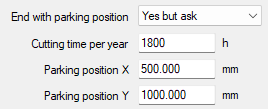 End with parking position Yes but ask
Cutting time per year 1800 h
Parking position X 500.000 mm
Parking position Y 1000.000 mm